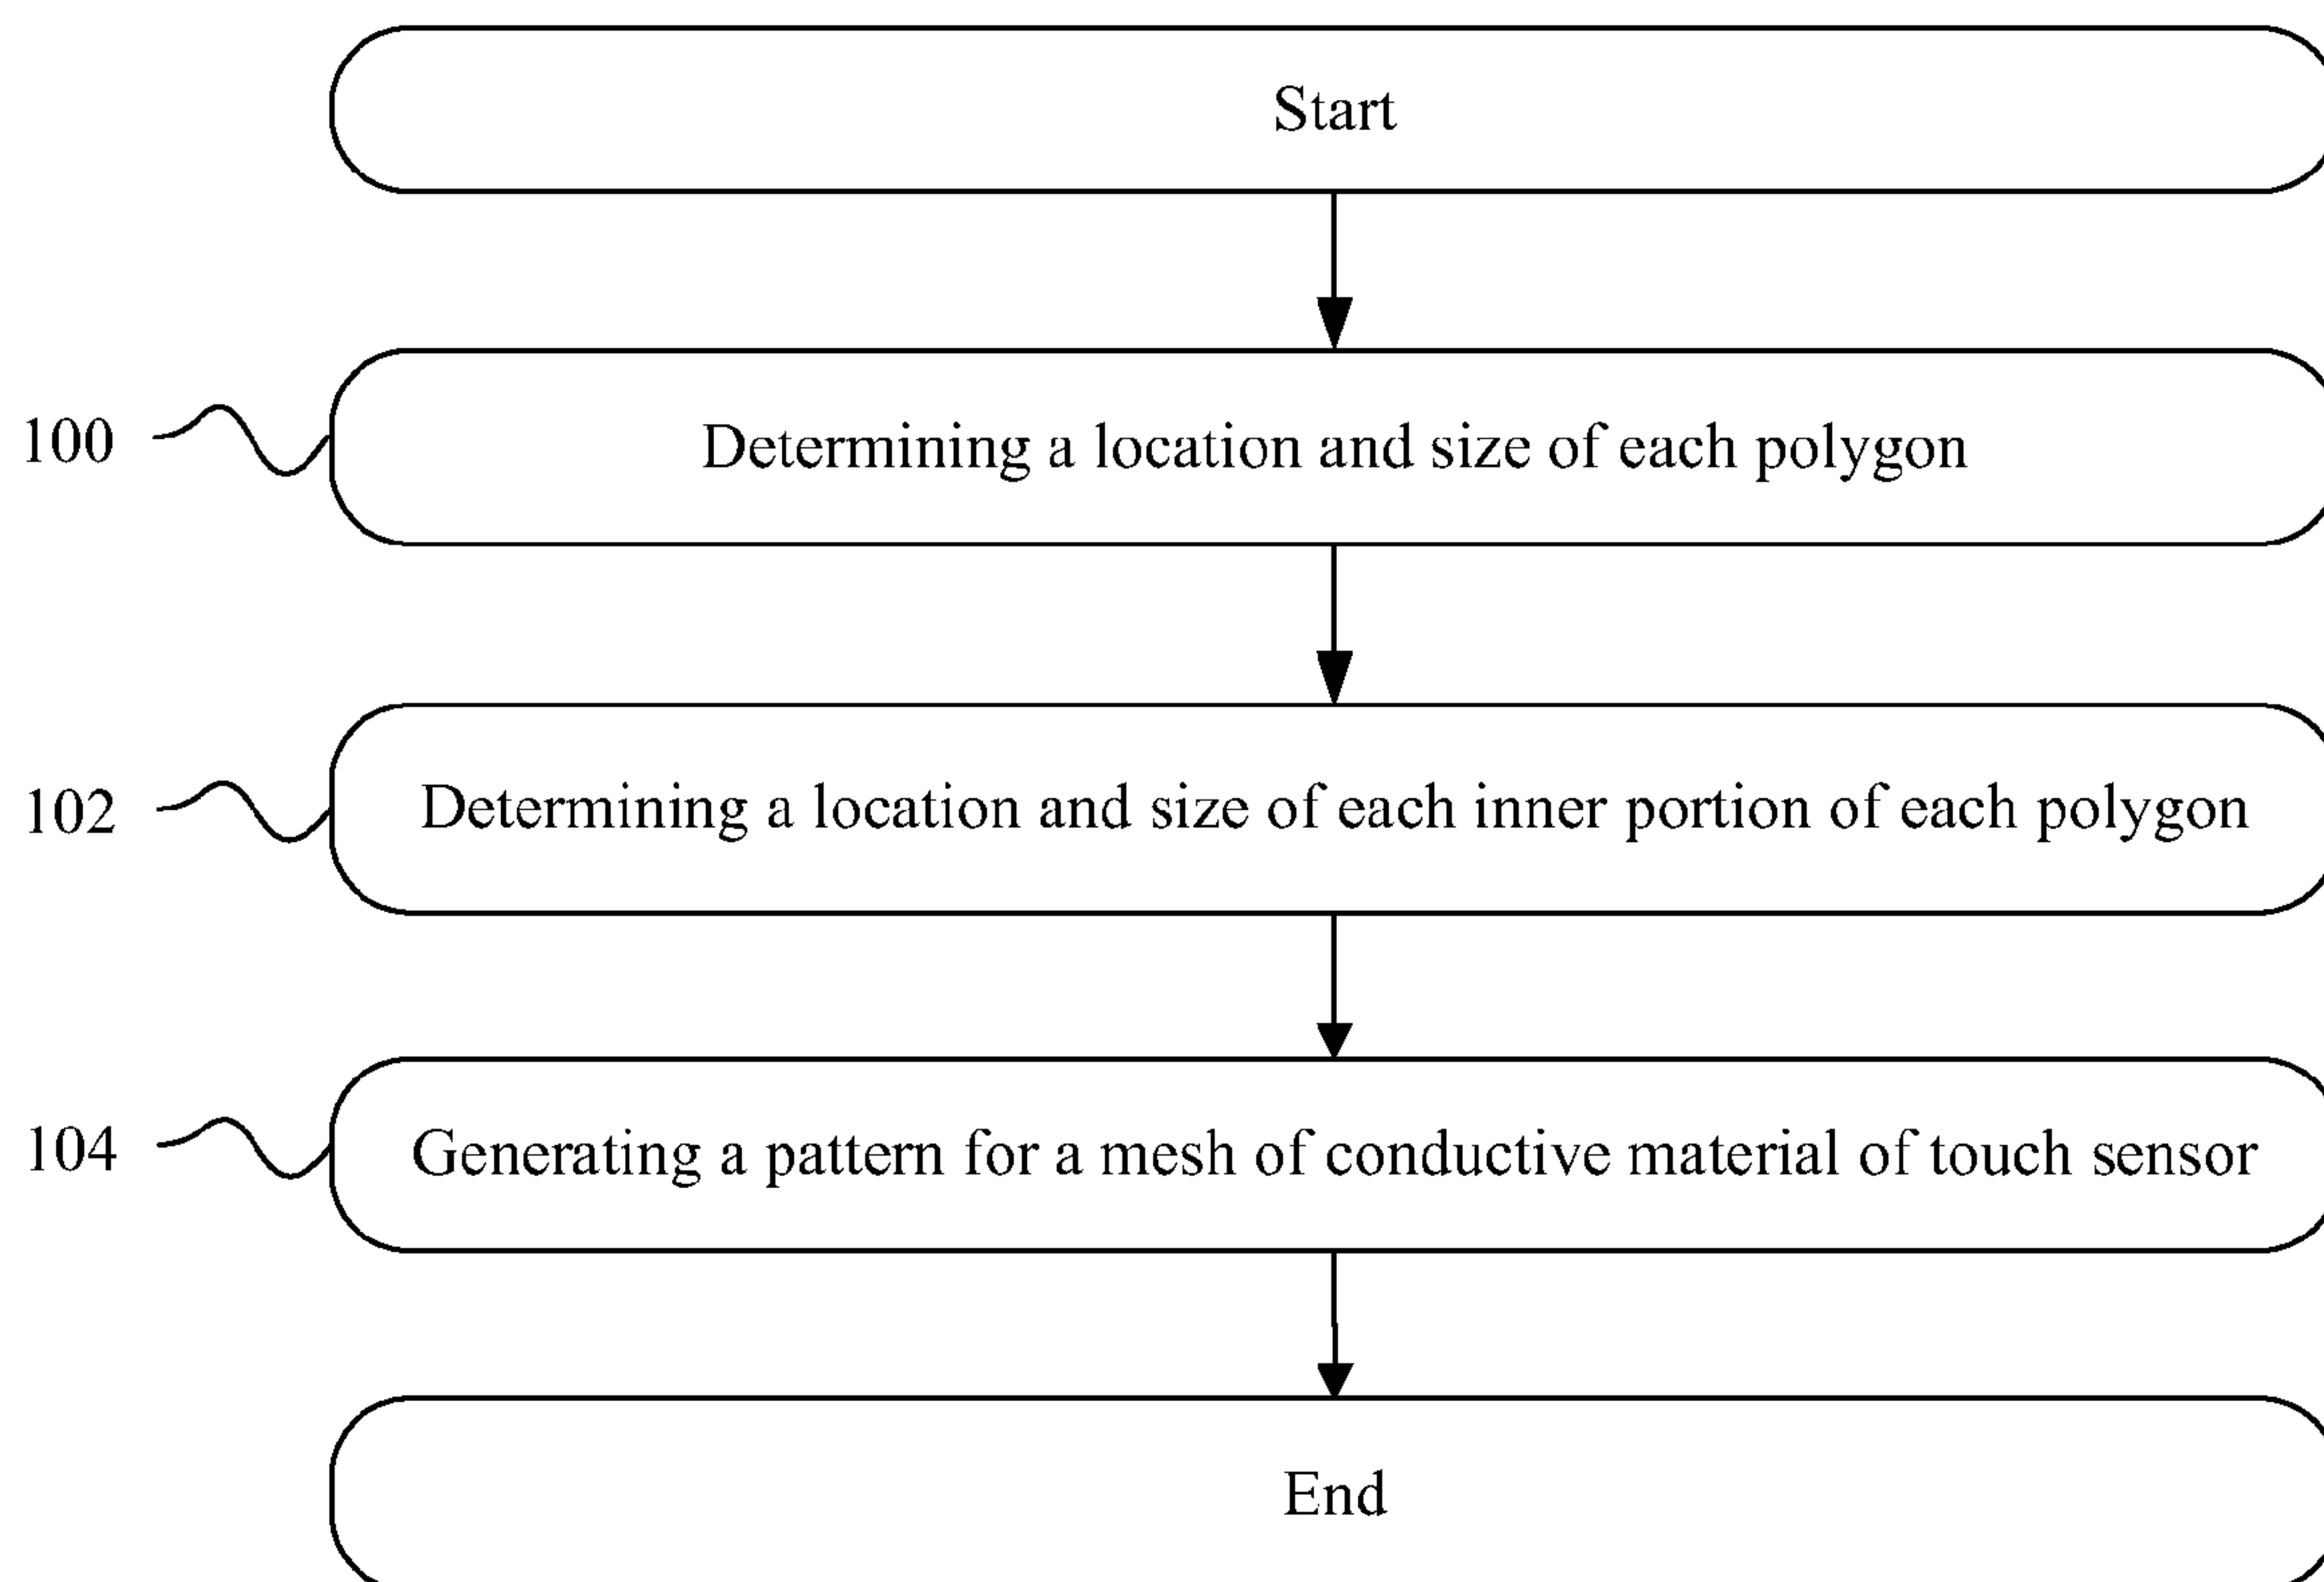 Start
100
Determining a location and size of each polygon
102
Determining a location and size of each inner portion of each polygon
104
Generating a pattern for a mesh of conductive material of touch sensor
End